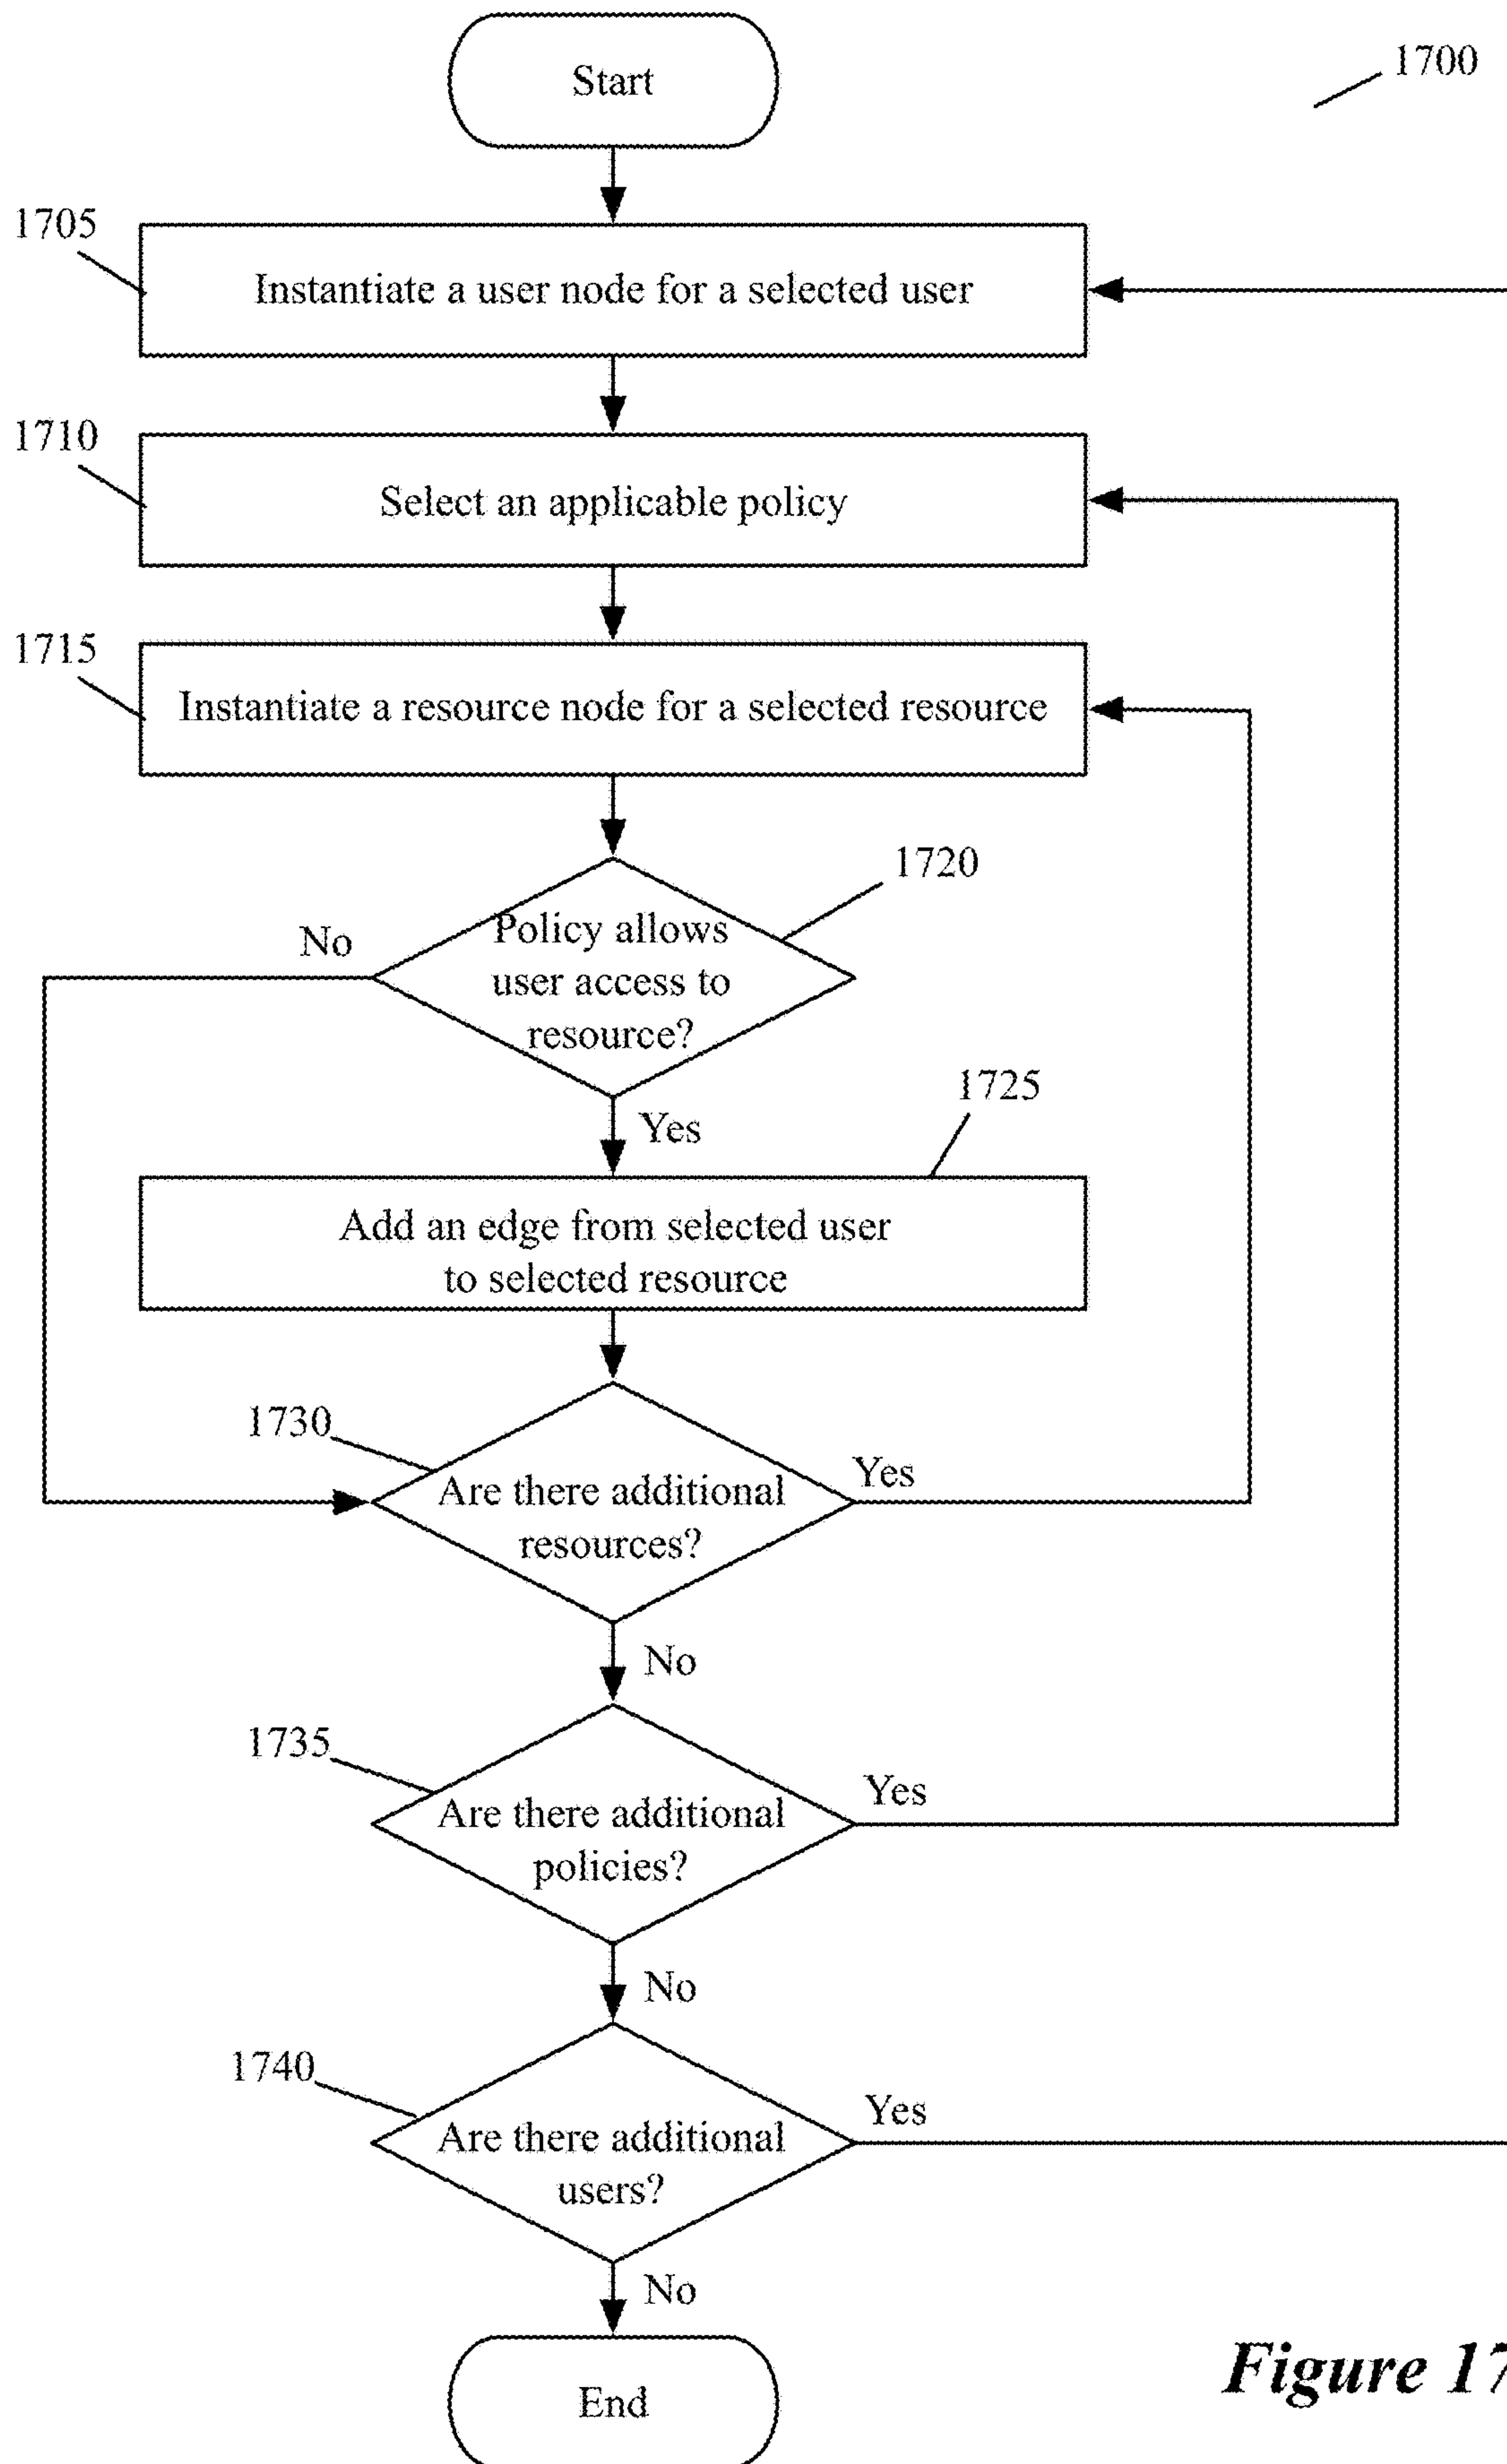 Start
1700
1705
Instantiate a user node for a selected user
1710
Select an applicable policy
1715
Instantiate a resource node for a selected resource
1720
No
Policy allows
user access to
resource?
1725
Yes
Add an edge from selected user
to selected resource
1730
Are there additional
resources?
Yes
No
1735
Are there additional
policies?
Yes
No
1740
Are there additional
users?
Yes
No
End
Figure 17